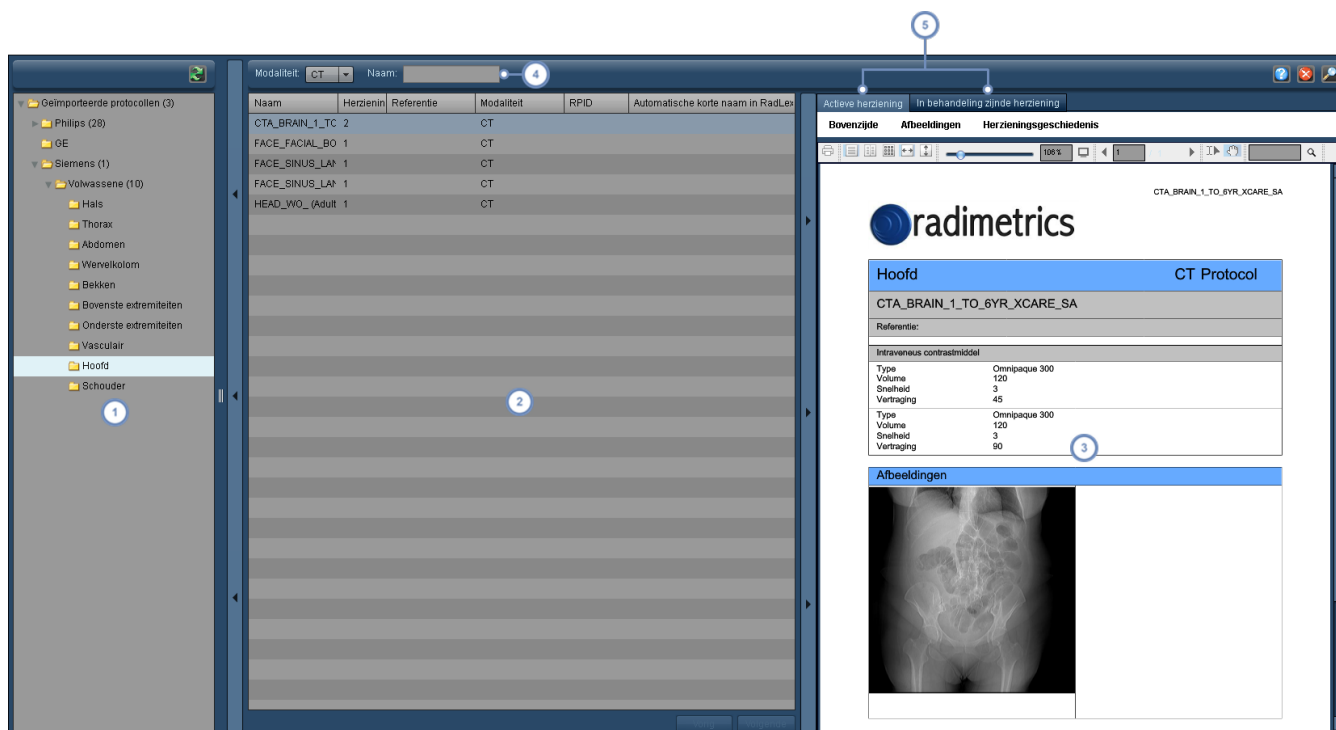 5
Modaliteit: CT Naam: 4
Geïmporteerde protocollen (3)
Philips (28)
GE
Siemens (1)
Volwassene (10)
Hals
Thorax
Abdomen
Wervelkolom
Bekken
Bovenste extremiteiten
Onderste extremiteiten
Vasculair
Hoofd
Schouder
1
Naam Herzienin Referentie Modaliteit RPID Automatische korte naam in RadLex
CTA_BRAIN_1_TC 2 CT
FACE_FACIAL_BO 1 CT
FACE_SINUS_LAN 1 CT
FACE_SINUS_LAN 1 CT
HEAD_WO_ (Adult 1 CT
2
Actieve herziening In behandeling zijnde herziening
Bovenzijde Afbeeldingen Herzieningsgeschiedenis
106% 1
CTA_BRAIN_1_TO_6YR_XCARE_SA
radimetrics
Hoofd CT Protocol
CTA_BRAIN_1_TO_6YR_XCARE_SA
Referentie:
Intraveneus contrastmiddel
Type Omnipaque 300
Volume 120
Snelheid 3
Vertraging 45
Type Omnipaque 300
Volume 120
Snelheid 3
Vertraging 90
3
Afbeeldingen